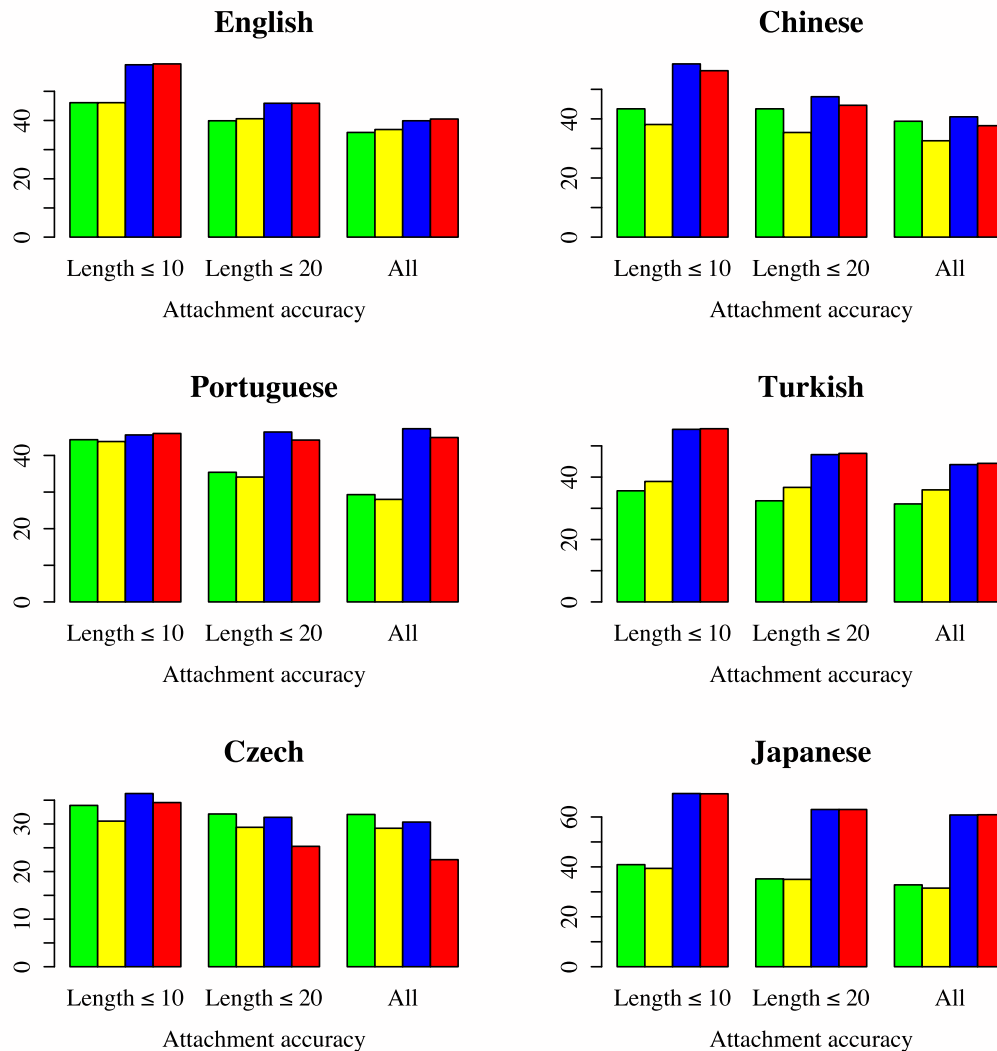 English
40
20
0
Length ≤ 10 Length ≤ 20 All
Attachment accuracy
Chinese
40
20
0
Length ≤ 10 Length ≤ 20 All
Attachment accuracy
Portuguese
40
20
0
Length ≤ 10 Length ≤ 20 All
Attachment accuracy
Turkish
40
20
0
Length ≤ 10 Length ≤ 20 All
Attachment accuracy
Czech
30
20
10
0
Length ≤ 10 Length ≤ 20 All
Attachment accuracy
Japanese
60
40
20
0
Length ≤ 10 Length ≤ 20 All
Attachment accuracy